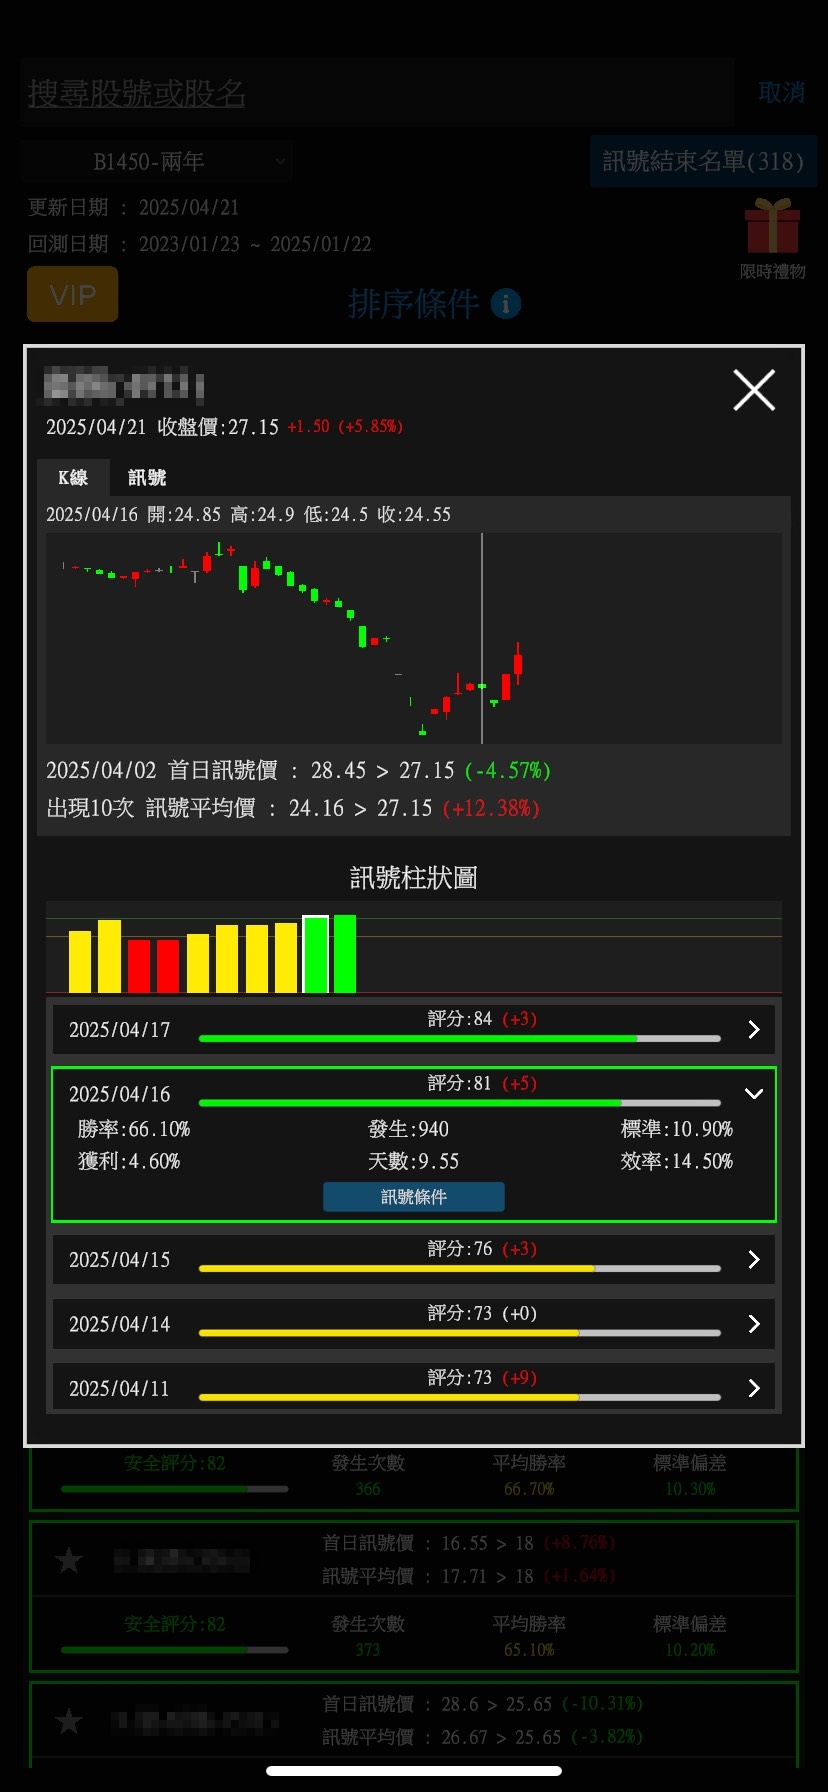 搜尋股號或股名 取消
B1450-兩年 訊號結束名單(318)
更新日期 : 2025/04/21
回測日期 : 2023/01/23 ~ 2025/01/22
限時禮物
VIP 排序條件 i
2025/04/21 收盤價:27.15 +1.50 (+5.85%)
K線 訊號
2025/04/16 開:24.85 高:24.9 低:24.5 收:24.55
2025/04/02 首日訊號價 : 28.45 > 27.15 (-4.57%)
出現10次 訊號平均價 : 24.16 > 27.15 (+12.38%)
訊號柱狀圖
2025/04/17 評分:84 (+3)
2025/04/16 評分:81 (+5)
勝率:66.10% 發生:940 標準:10.90%
獲利:4.60% 天數:9.55 效率:14.50%
訊號條件
2025/04/15 評分:76 (+3)
2025/04/14 評分:73 (+0)
2025/04/11 評分:73 (+9)
安全評分:82 發生次數 平均勝率 標準偏差
366 66.70% 10.30%
首日訊號價 : 16.55 > 18 (+8.76%)
訊號平均價 : 17.71 > 18 (+1.64%)
安全評分:82 發生次數 平均勝率 標準偏差
373 65.10% 10.20%
首日訊號價 : 28.6 > 25.65 (-10.31%)
訊號平均價 : 26.67 > 25.65 (-3.82%)